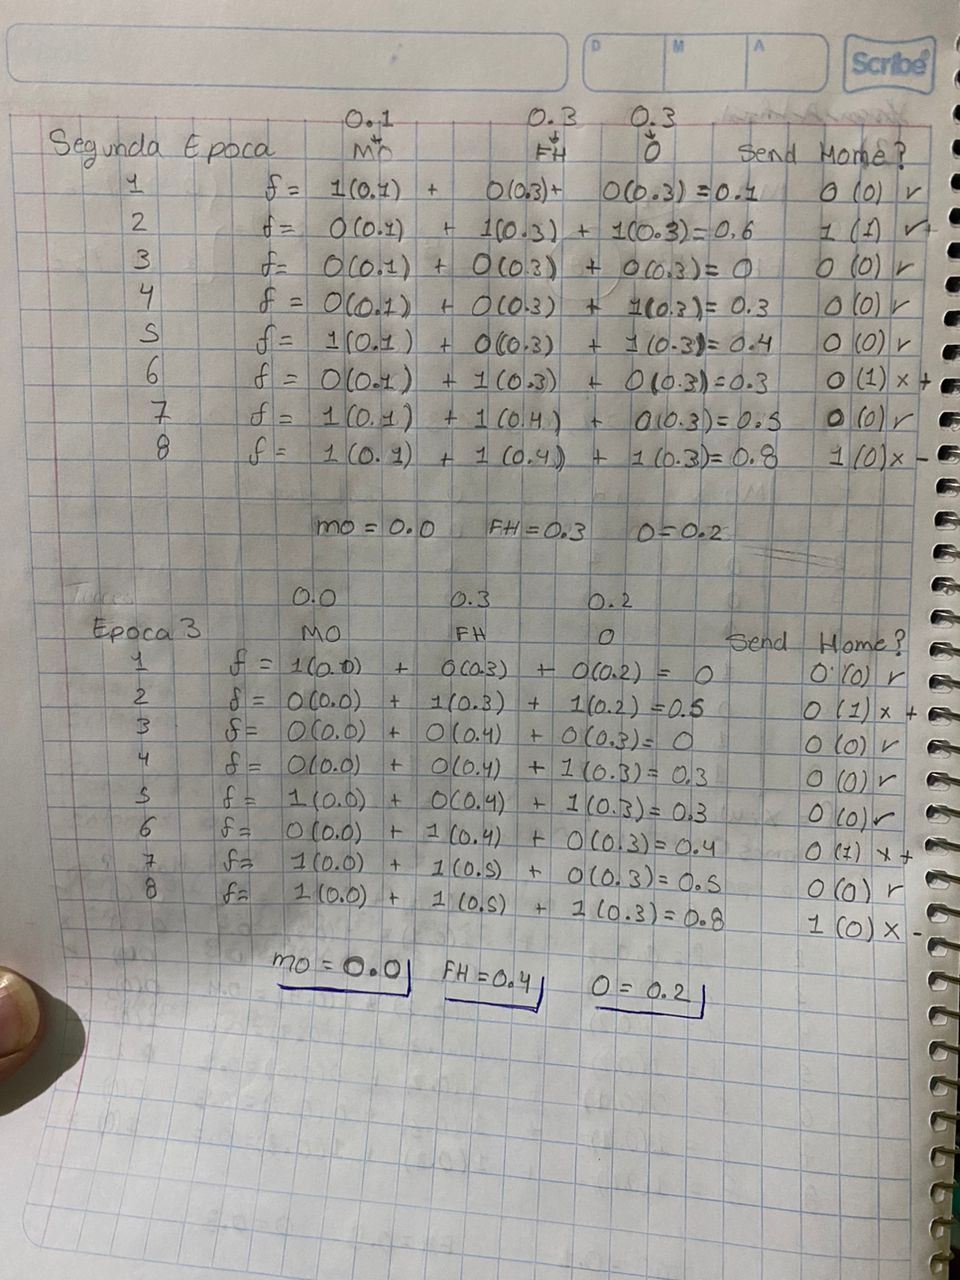 D M A Scribe
0.1 0.3 0.3
Segunda Epoca MO FH O Send Home?
1 f = 1(0.1) + 0(0.3)+ 0(0.3)=0.1 0 (0) r
2 f= 0(0.1) + 1(0.3) + 1(0.3)=0.6 1 (1) r+
3 f= 0(0.1) + 0(0.3) + 0(0.3)= 0 0 (0) r
4 f = 0(0.1) + 0(0.3) + 1(0.3)= 0.3 0 (0) r
5 f = 1(0.1) + 0(0.3) + 1(0.3)=0.4 0 (0) r
6 f = 0(0.1) + 1(0.3) + 0(0.3)=0.3 0(1)x+
7 f = 1(0.1) + 1(0.4) + 0(0.3)=0.5 0(0)r
8 f = 1(0.1) + 1(0.4) + 1(0.3)=0.8 1(0)x-
mo=0.0 FH=0.3 O=0.2
0.0 0.3 0.2
Epoca 3 MO FH O Send Home?
1 f = 1(0.0) + 0(0.3) + 0(0.2) = 0 0 (0) r
2 f = 0(0.0) + 1(0.3) + 1(0.2)=0.5 0 (1)x+
3 f= 0(0.0) + 0(0.4) + 0(0.3)= 0 0 (0) r
4 f= 0(0.0) + 0(0.4) + 1(0.3)= 0.3 0 (0)r
5 f= 1(0.0) + 0(0.4) + 1(0.3)= 0.3 0 (0)r
6 f= 0(0.0) + 1(0.4) + 0(0.3)= 0.4 0 (1) x+
7 f= 1(0.0) + 1(0.5) + 0(0.3)= 0.5 0(0) r
8 f= 1(0.0) + 1(0.5) + 1(0.3)=0.8 1 (0)x-
mo=0.0 FH=0.4 O=0.2